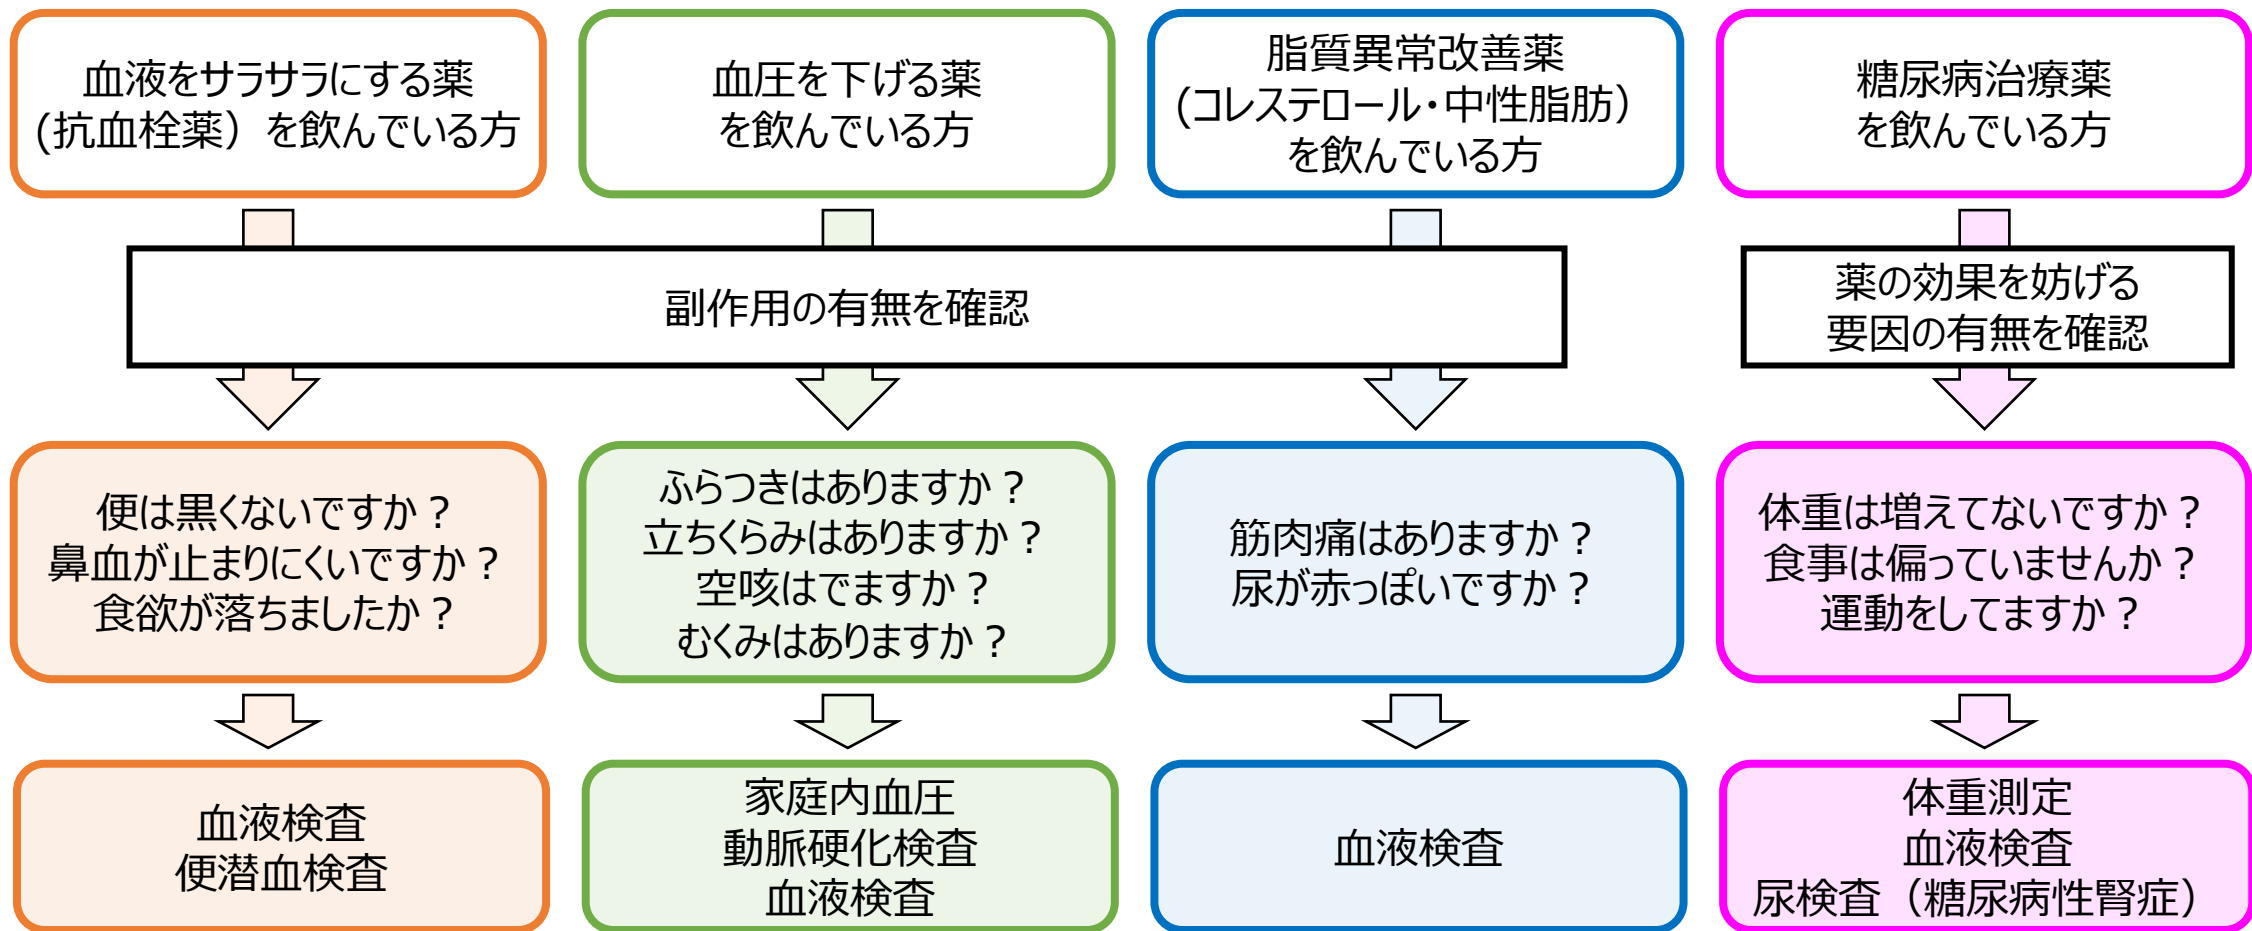 血液をサラサラにする薬
(抗血栓薬）を飲んでいる方
血圧を下げる薬
を飲んでいる方
脂質異常改善薬
(コレステロール・中性脂肪）
を飲んでいる方
糖尿病治療薬
を飲んでいる方
副作用の有無を確認
薬の効果を妨げる
要因の有無を確認
便は黒くないですか？
鼻血が止まりにくいですか？
食欲が落ちましたか？
ふらつきはありますか？
立ちくらみはありますか？
空咳はでますか？
むくみはありますか？
筋肉痛はありますか？
尿が赤っぽいですか？
体重は増えてないですか？
食事は偏っていませんか？
運動をしてますか？
血液検査
便潜血検査
家庭内血圧
動脈硬化検査
血液検査
血液検査
体重測定
血液検査
尿検査（糖尿病性腎症）